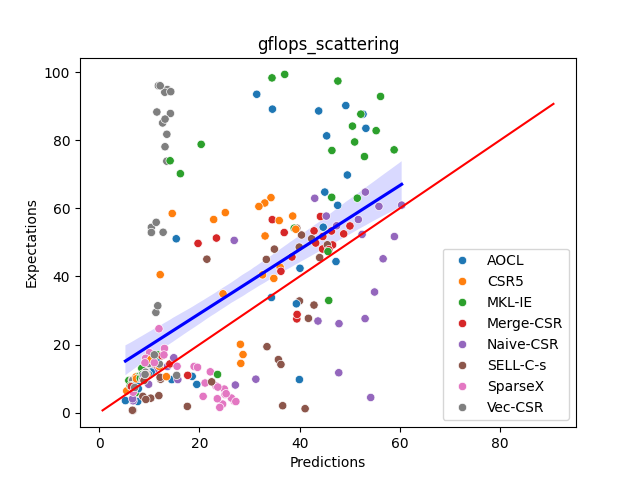 gflops_scattering
100
80
60
40
20
0
Expectations
0
20
40
60
80
Predictions
AOCL
CSR5
MKL-IE
Merge-CSR
Naive-CSR
SELL-C-s
SparseX
Vec-CSR